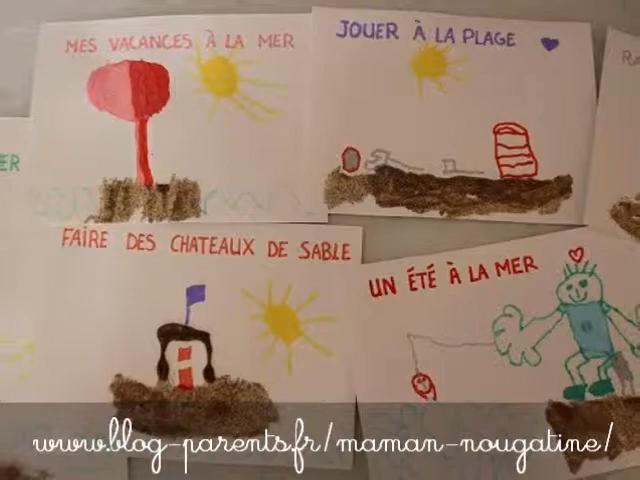 MES VACANCES À LA MER
JOUER À LA PLAGE
ER
FAIRE DES CHATEAUX DE SABLE
UN ÉTÉ À LA MER
www.blog-parents.fr/maman-nougatine/